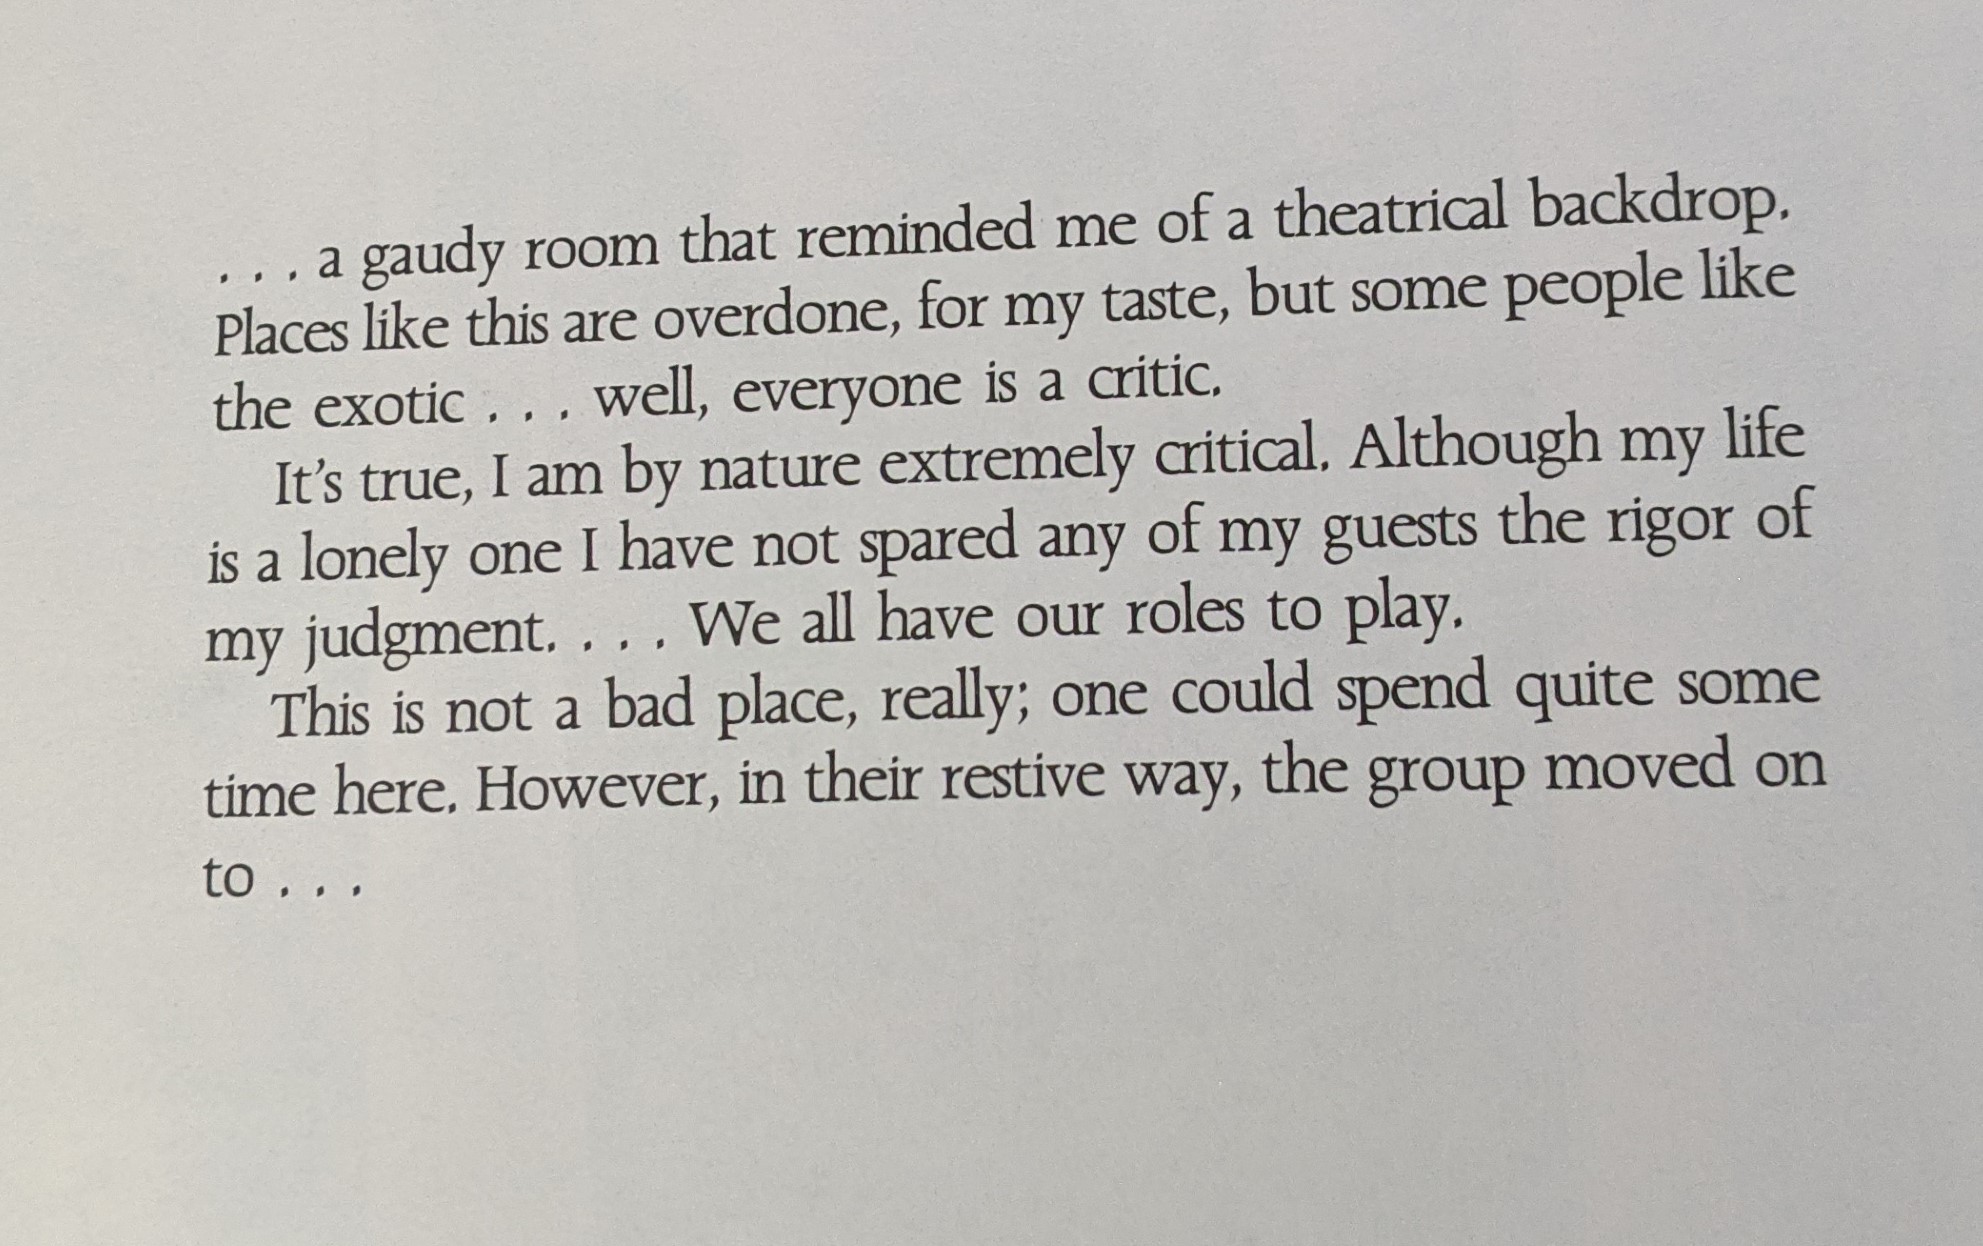 . . . a gaudy room that reminded me of a theatrical backdrop.
Places like this are overdone, for my taste, but some people like
the exotic . . . well, everyone is a critic.
It's true, I am by nature extremely critical. Although my life
is a lonely one I have not spared any of my guests the rigor of
my judgment. . . . We all have our roles to play.
This is not a bad place, really; one could spend quite some
time here. However, in their restive way, the group moved on
to . . .